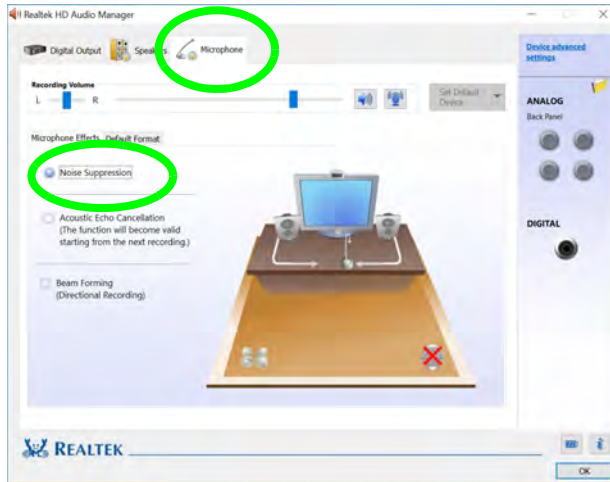 Realtek HD Audio Manager
Digital Output
Speakers
Microphone
Device advanced
settings
Recording Volume
L
R
Set Default
Device
ANALOG
Back Panel
Microphone Effects
Default Format
Noise Suppression
Acoustic Echo Cancellation
(The function will become valid
starting from the next recording.)
DIGITAL
Beam Forming
(Directional Recording)
REALTEK
OK